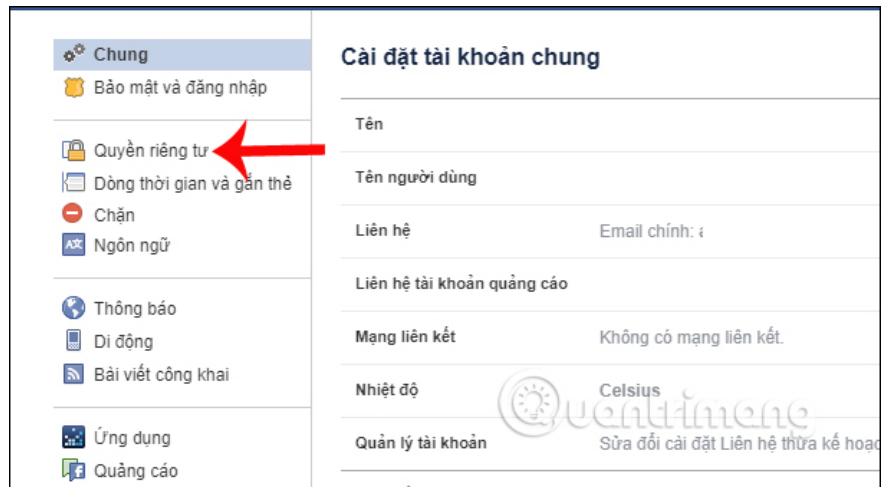 Chung
Bảo mật và đăng nhập
Quyền riêng tư
Dòng thời gian và gắn thẻ
Chặn
Ngôn ngữ
Thông báo
Di động
Bài viết công khai
Ứng dụng
Quảng cáo
Cài đặt tài khoản chung
Tên
Tên người dùng
Liên hệ Email chính:
Liên hệ tài khoản quảng cáo
Mạng liên kết Không có mạng liên kết.
Nhiệt độ Celsius
Quản lý tài khoản Sửa đổi cài đặt Liên hệ thừa kế hoạc
Quantrimang